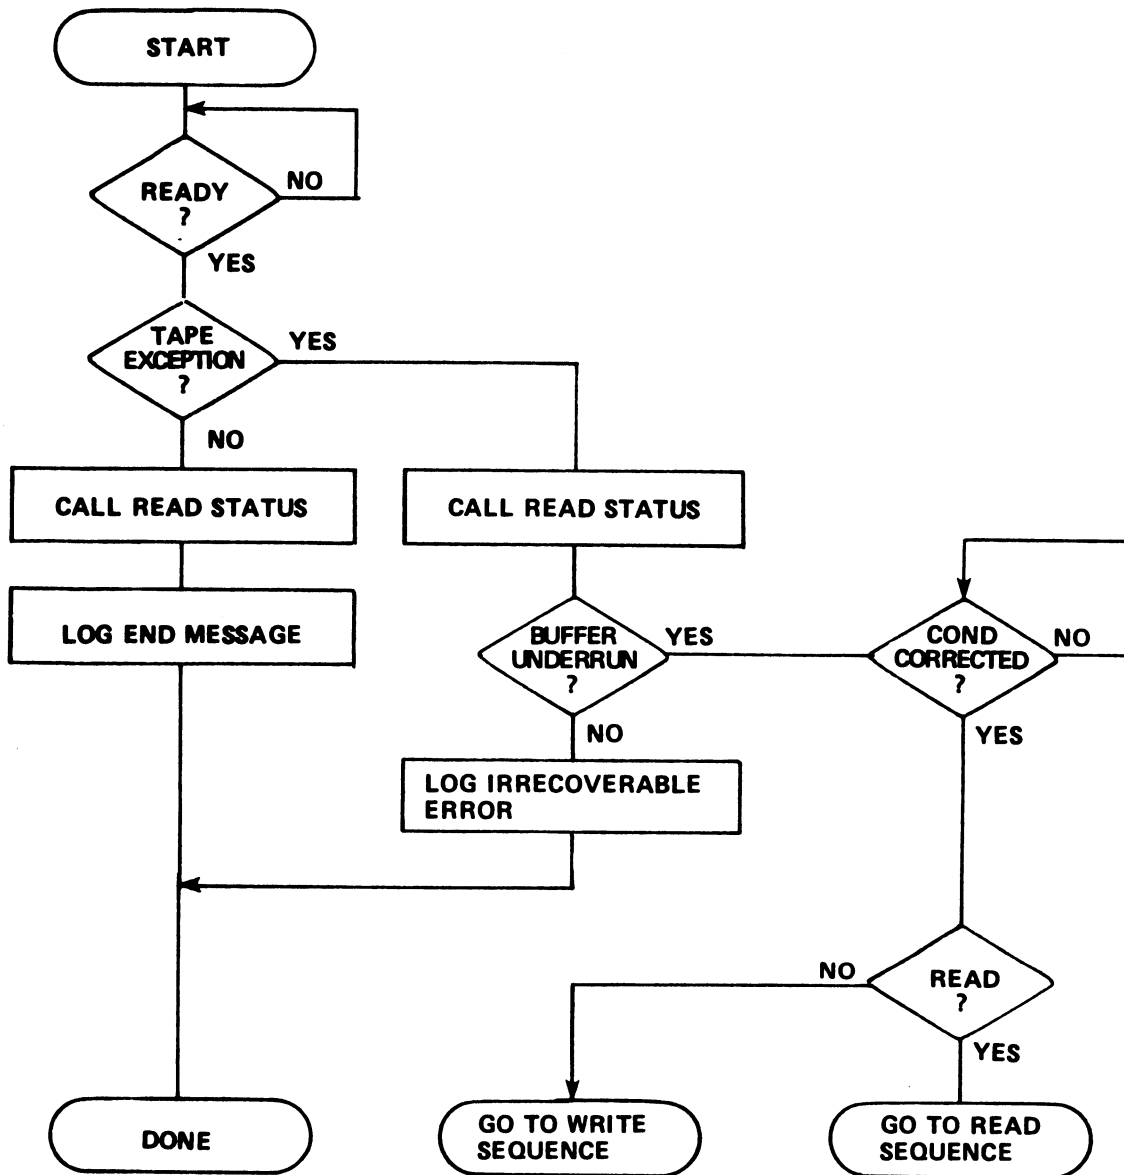 START
READY
?
NO
YES
TAPE
EXCEPTION
?
YES
NO
CALL READ STATUS
CALL READ STATUS
LOG END MESSAGE
BUFFER
UNDERRUN
?
YES
COND
CORRECTED
?
NO
NO
YES
LOG IRRECOVERABLE
ERROR
NO
READ
?
YES
DONE
GO TO WRITE
SEQUENCE
GO TO READ
SEQUENCE